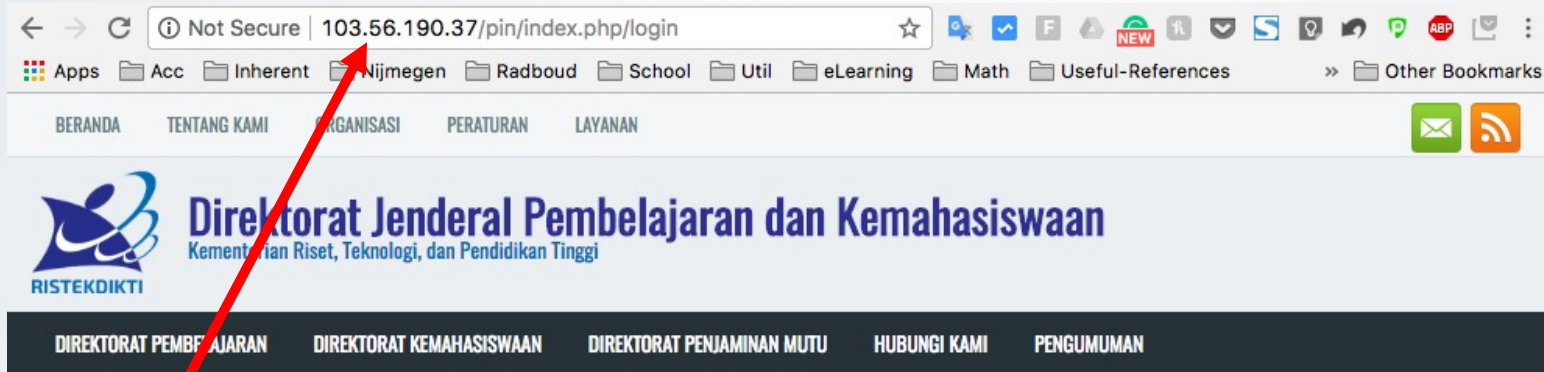 Not Secure | 103.56.190.37/pin/index.php/login
NEW
ABP
Apps Acc Inherent Nijmegen Radboud School Util eLearning Math Useful-References » Other Bookmarks
BERANDA TENTANG KAMI ORGANISASI PERATURAN LAYANAN
Direktorat Jenderal Pembelajaran dan Kemahasiswaan
Kementerian Riset, Teknologi, dan Pendidikan Tinggi
RISTEKDIKTI
DIREKTORAT PEMBELAJARAN DIREKTORAT KEMAHASISWAAN DIREKTORAT PENJAMINAN MUTU HUBUNGI KAMI PENGUMUMAN